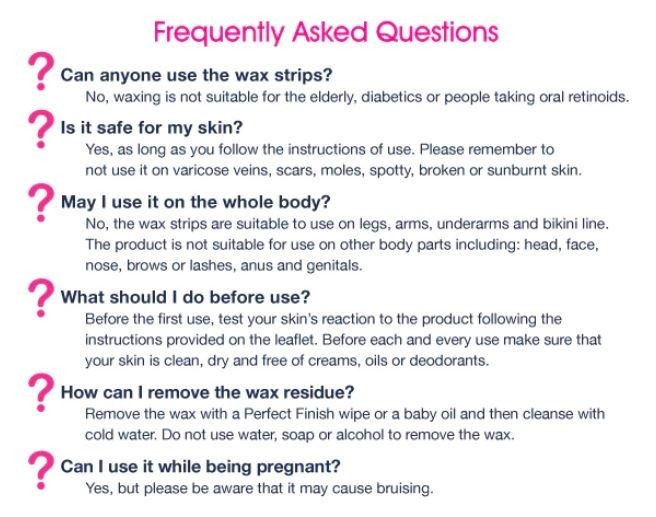 Frequently Asked Questions
? Can anyone use the wax strips?
No, waxing is not suitable for the elderly, diabetics or people taking oral retinoids.
? Is it safe for my skin?
Yes, as long as you follow the instructions of use. Please remember to
not use it on varicose veins, scars, moles, spotty, broken or sunburnt skin.
? May I use it on the whole body?
No, the wax strips are suitable to use on legs, arms, underarms and bikini line.
The product is not suitable for use on other body parts including: head, face,
nose, brows or lashes, anus and genitals.
? What should I do before use?
Before the first use, test your skin's reaction to the product following the
instructions provided on the leaflet. Before each and every use make sure that
your skin is clean, dry and free of creams, oils or deodorants.
? How can I remove the wax residue?
Remove the wax with a Perfect Finish wipe or a baby oil and then cleanse with
cold water. Do not use water, soap or alcohol to remove the wax.
? Can I use it while being pregnant?
Yes, but please be aware that it may cause bruising.